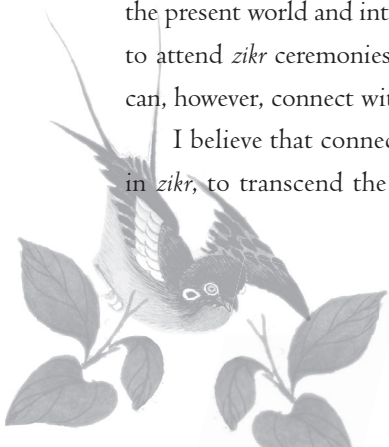 the present world and int
to attend zikr ceremonies
can, however, connect wit
I believe that connec
in zikr, to transcend the